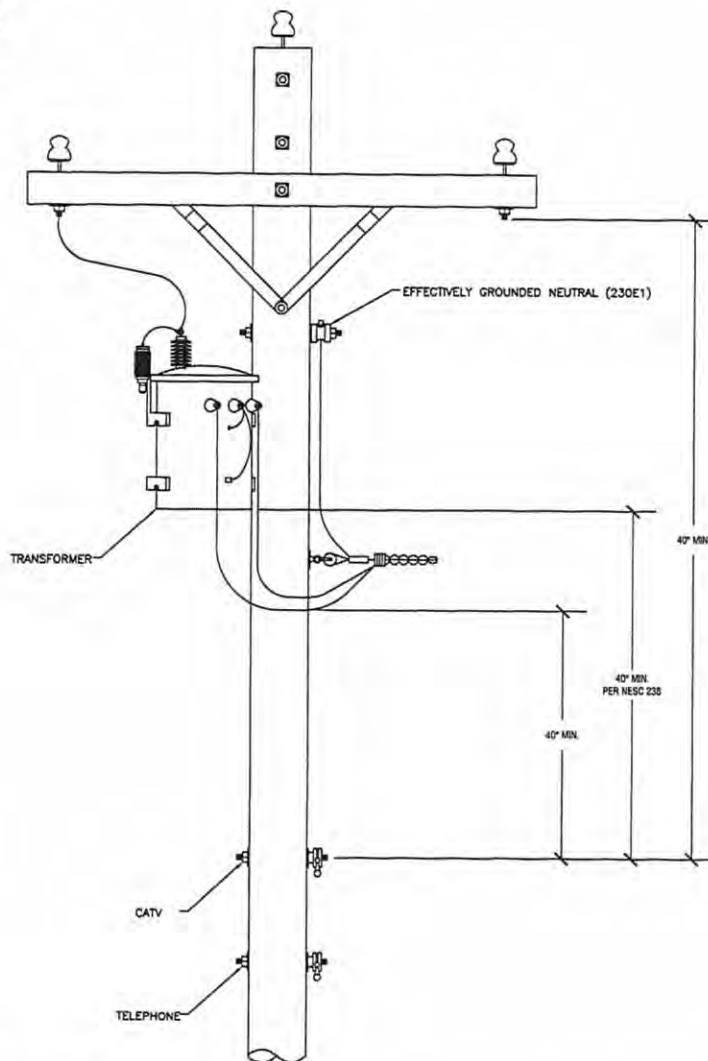 EFFECTIVELY GROUNDED NEUTRAL (230E1)
TRANSFORMER
40" MIN.
40" MIN.
PER NESC 238
40" MIN.
CATV
TELEPHONE